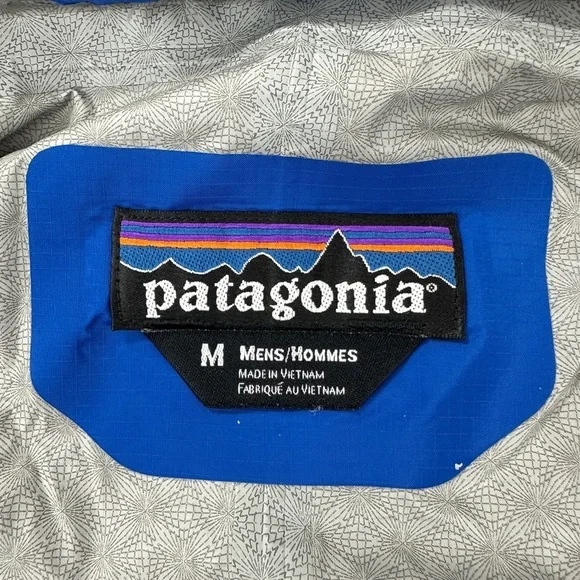 patagonia®
M MENS/HOMMES
MADE IN VIETNAM
FABRIQUÉ AU VIETNAM